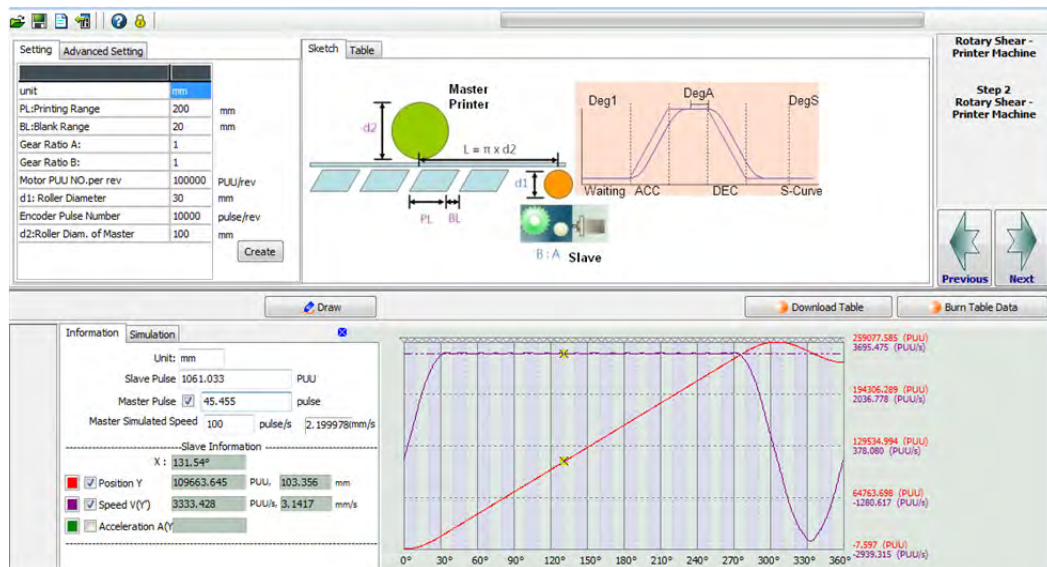 Setting Advanced Setting
unit mm
PL:Printing Range 200 mm
BL:Blank Range 20 mm
Gear Ratio A: 1
Gear Ratio B: 1
Motor PUU NO.per rev 100000 PUU/rev
d1: Roller Diameter 30 mm
Encoder Pulse Number 10000 pulse/rev
d2:Roller Diam. of Master 100 mm
Create
Sketch Table
Master
Printer
d2
L = π x d2
d1
PL BL
B : A Slave
Deg1 DegA DegS
Waiting ACC DEC S-Curve
Rotary Shear -
Printer Machine
Step 2
Rotary Shear -
Printer Machine
Previous Next
Draw Download Table Burn Table Data
Information Simulation
Unit: mm
Slave Pulse 1061.033 PUU
Master Pulse 45.455 pulse
Master Simulated Speed 100 pulse/s 2.199978(mm/s
Slave Information
X : 131.54°
Position Y 109663.645 PUU, 103.356 mm
Speed V(Y') 3333.428 PUU/s, 3.1417 mm/s
Acceleration A(Y
259077.585 (PUU)
3695.475 (PUU/s)
194306.289 (PUU)
2036.778 (PUU/s)
129534.994 (PUU)
378.080 (PUU/s)
64763.698 (PUU)
-1280.617 (PUU/s)
-7.597 (PUU)
-2939.315 (PUU/s)
0° 30° 60° 90° 120° 150° 180° 210° 240° 270° 300° 330° 360°